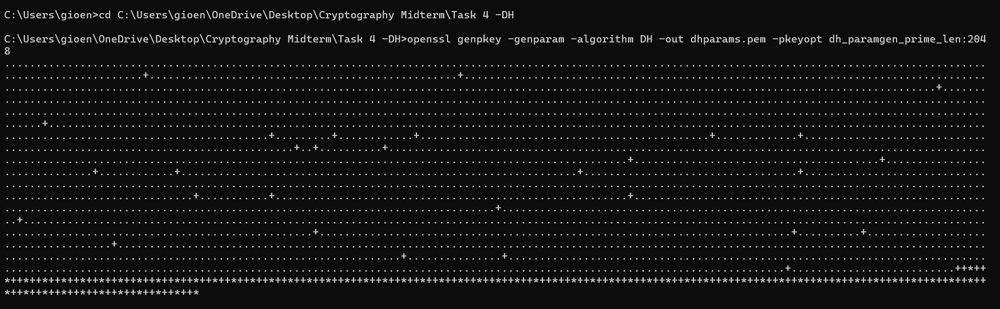 C:\Users\gioen>cd C:\Users\gioen\OneDrive\Desktop\Cryptography Midterm\Task 4 -DH
C:\Users\gioen\OneDrive\Desktop\Cryptography Midterm\Task 4 -DH>openssl genpkey -genparam -algorithm DH -out dhparams.pem -pkeyopt dh_paramgen_prime_len:204
8